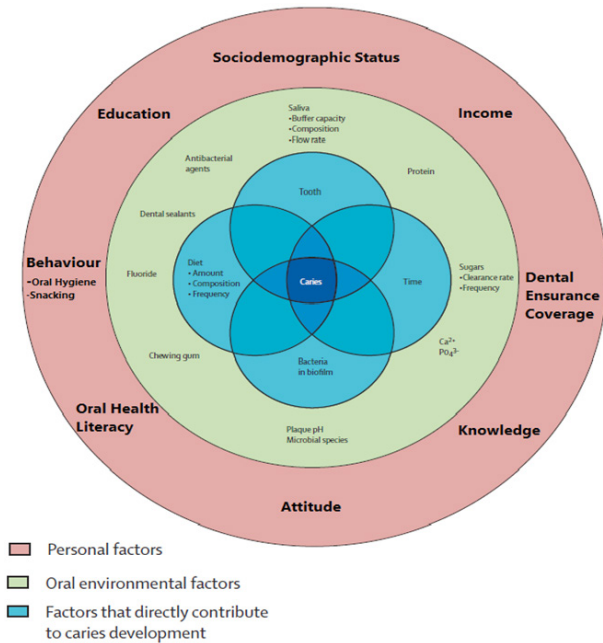 Sociodemographic Status
Education
Income
Saliva
•Buffer capacity
•Composition
•Flow rate
Antibacterial
agents
Protein
Tooth
Dental sealants
Behaviour
•Oral Hygiene
-Snacking
Fluoride
Diet
• Amount
• Composition
• Frequency
Caries
Time
Sugars
•Clearance rate
•Frequency
Dental
Ensurance
Coverage
Ca²⁺
Po₄³⁻
Chewing gum
Bacteria
in biofilm
Oral Health
Literacy
Plaque pH
Microbial species
Knowledge
Attitude
Personal factors
Oral environmental factors
Factors that directly contribute
to caries development